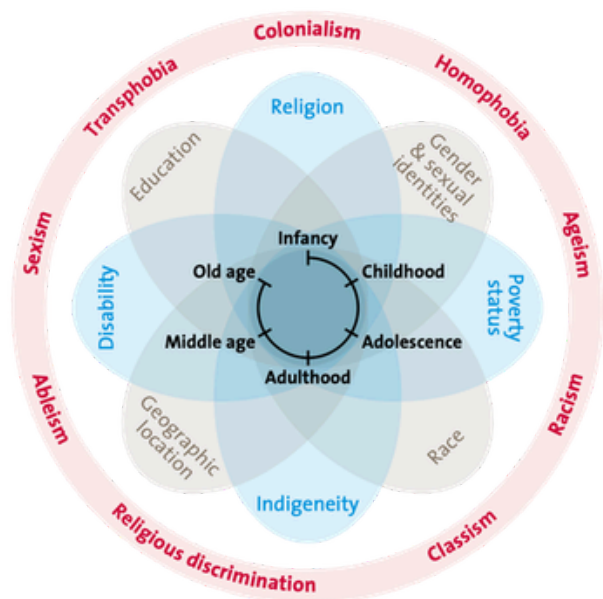 Colonialism
Transphobia
Homophobia
Religion
Education
Gender
& sexual
identities
Sexism
Ageism
Infancy
Old age
Childhood
Disability
Poverty
status
Middle age
Adolescence
Adulthood
Ableism
Racism
Geographic
location
Race
Indigeneity
Religious discrimination
Classism